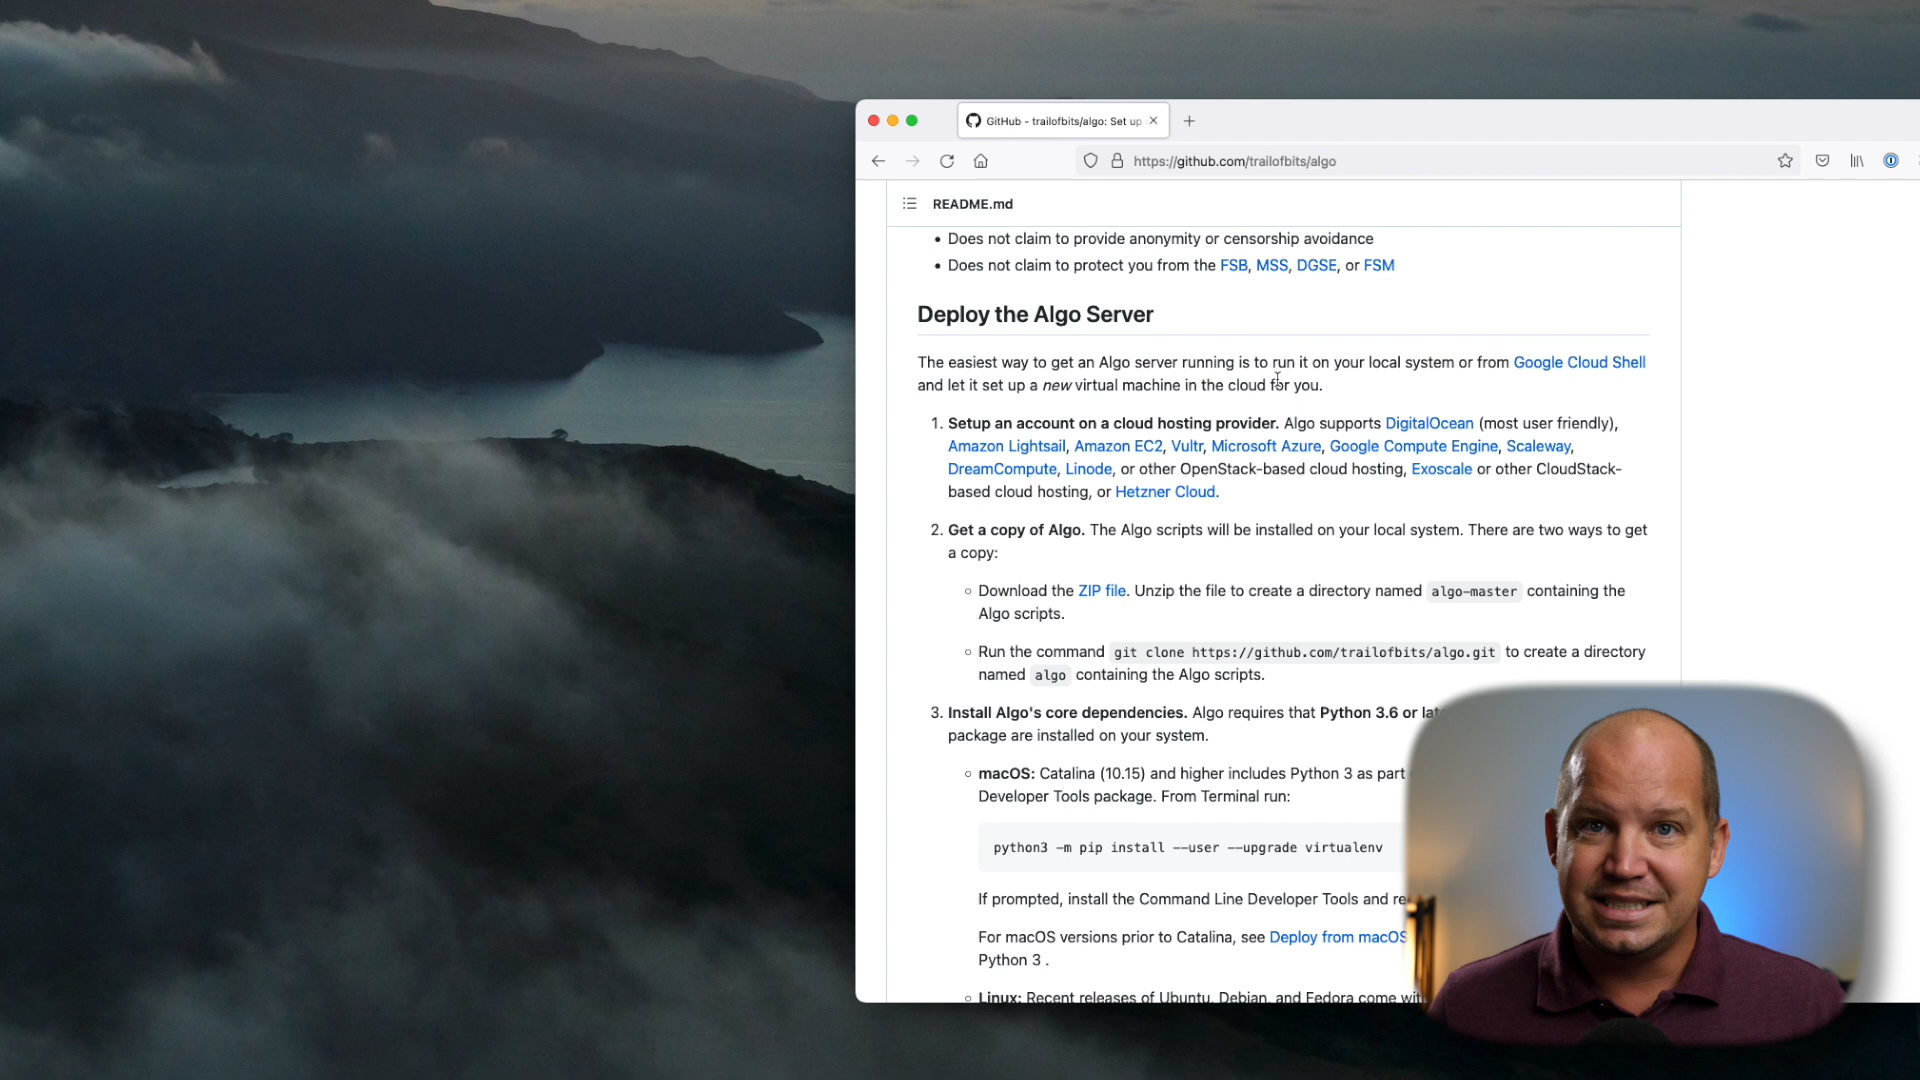 GitHub - trailofbits/algo: Set up
https://github.com/trailofbits/algo
README.md
• Does not claim to provide anonymity or censorship avoidance
• Does not claim to protect you from the FSB, MSS, DGSE, or FSM
Deploy the Algo Server
The easiest way to get an Algo server running is to run it on your local system or from Google Cloud Shell
and let it set up a new virtual machine in the cloud for you.
1. Setup an account on a cloud hosting provider. Algo supports DigitalOcean (most user friendly),
Amazon Lightsail, Amazon EC2, Vultr, Microsoft Azure, Google Compute Engine, Scaleway,
DreamCompute, Linode, or other OpenStack-based cloud hosting, Exoscale or other CloudStack-
based cloud hosting, or Hetzner Cloud.
2. Get a copy of Algo. The Algo scripts will be installed on your local system. There are two ways to get
a copy:
◦ Download the ZIP file. Unzip the file to create a directory named algo-master containing the
Algo scripts.
◦ Run the command git clone https://github.com/trailofbits/algo.git to create a directory
named algo containing the Algo scripts.
3. Install Algo's core dependencies. Algo requires that Python 3.6 or
package are installed on your system.
◦ macOS: Catalina (10.15) and higher includes Python 3 as part
Developer Tools package. From Terminal run:
python3 -m pip install --user --upgrade virtualenv
If prompted, install the Command Line Developer Tools and
For macOS versions prior to Catalina, see Deploy from macOS
Python 3 .
◦ Linux: Recent releases of Ubuntu, Debian, and Fedora come